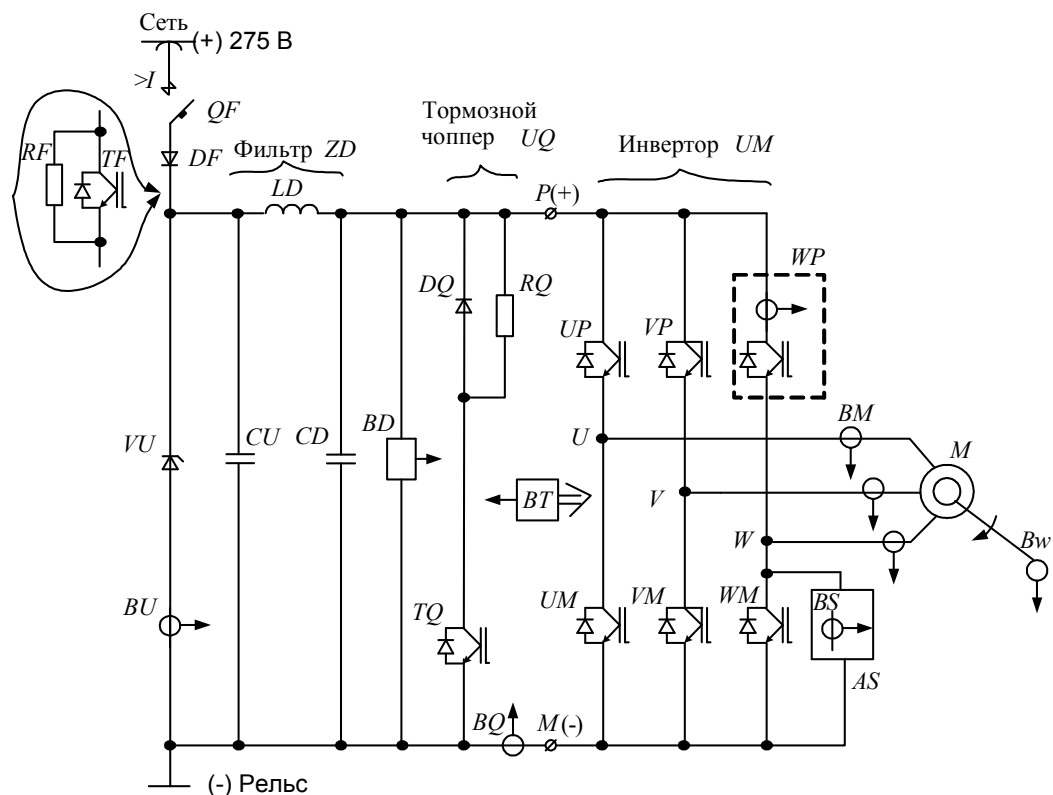 Сеть
(+) 275 В
>I
QF
Тормозной
чоппер UQ
RF
TF
DF
Фильтр ZD
Инвертор UM
LD
P(+)
WP
DQ
RQ
UP
VP
BM
VU
CU
CD
BD
U
M
BT
V
W
Bw
BU
TQ
UM
VM
WM
BS
AS
BQ
M(-)
(-) Рельс